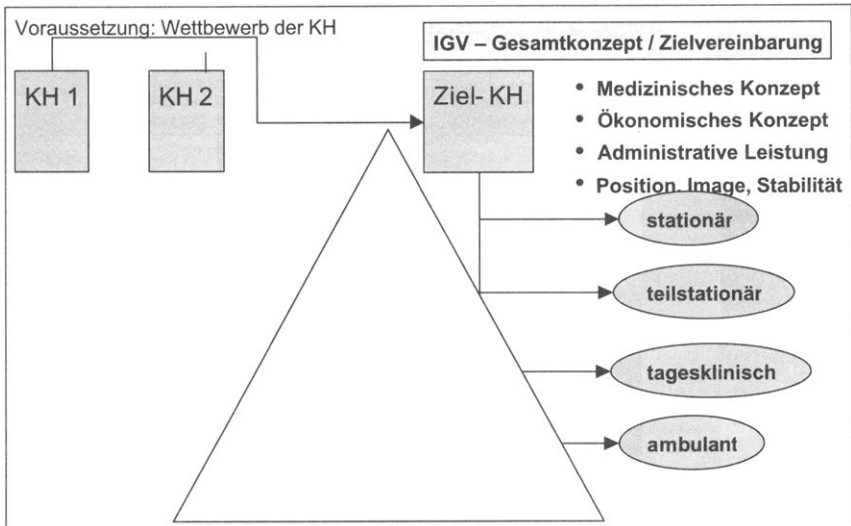 Voraussetzung: Wettbewerb der KH
IGV – Gesamtkonzept / Zielvereinbarung
KH 1
KH 2
Ziel- KH
• Medizinisches Konzept
• Ökonomisches Konzept
• Administrative Leistung
• Position, Image, Stabilität
stationär
teilstationär
tagesklinisch
ambulant